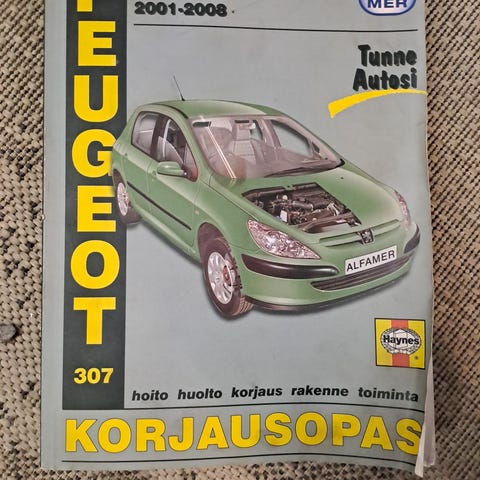 PEUGEOT
2001-2008
MER
Tunne
Autosi
ALFAMER
Haynes
307
hoito huolto korjaus rakenne toiminta
KORJAUSOPAS